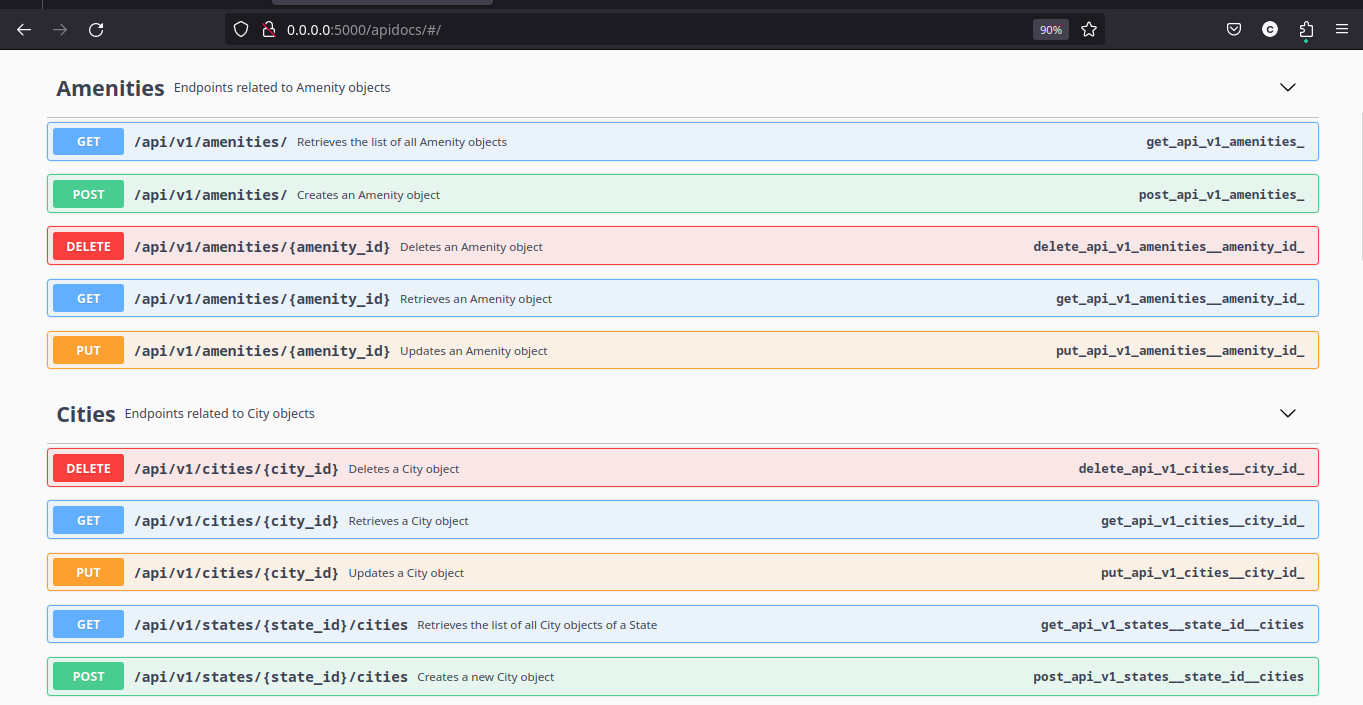 0.0.0.0:5000/apidocs/#/ 90% C
Amenities Endpoints related to Amenity objects
GET /api/v1/amenities/ Retrieves the list of all Amenity objects get_api_v1_amenities_
POST /api/v1/amenities/ Creates an Amenity object post_api_v1_amenities_
DELETE /api/v1/amenities/{amenity_id} Deletes an Amenity object delete_api_v1_amenities__amenity_id_
GET /api/v1/amenities/{amenity_id} Retrieves an Amenity object get_api_v1_amenities__amenity_id_
PUT /api/v1/amenities/{amenity_id} Updates an Amenity object put_api_v1_amenities__amenity_id_
Cities Endpoints related to City objects
DELETE /api/v1/cities/{city_id} Deletes a City object delete_api_v1_cities__city_id_
GET /api/v1/cities/{city_id} Retrieves a City object get_api_v1_cities__city_id_
PUT /api/v1/cities/{city_id} Updates a City object put_api_v1_cities__city_id_
GET /api/v1/states/{state_id}/cities Retrieves the list of all City objects of a State get_api_v1_states__state_id__cities
POST /api/v1/states/{state_id}/cities Creates a new City object post_api_v1_states__state_id__cities